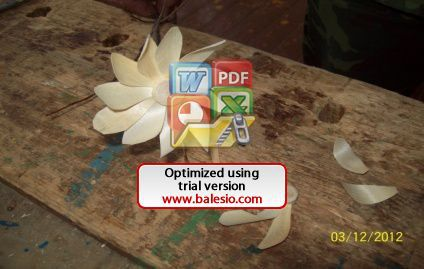 W
PDF
X
Optimized using
trial version
www.balesio.com
03/12/2012